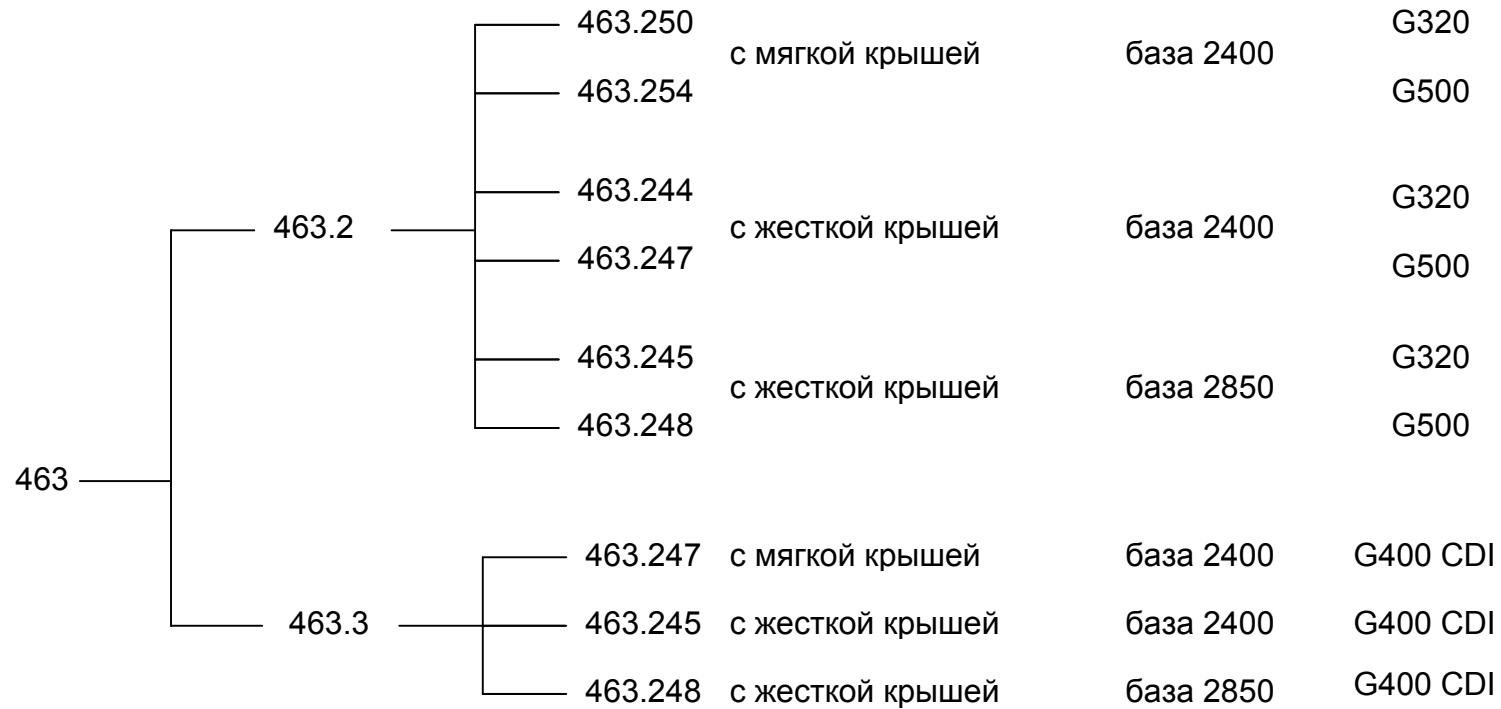 463.250 G320
с мягкой крышей база 2400
463.254 G500
463.244 G320
463.2 с жесткой крышей база 2400
463.247 G500
463.245 G320
с жесткой крышей база 2850
463.248 G500
463
463.247 с мягкой крышей база 2400 G400 CDI
463.3 463.245 с жесткой крышей база 2400 G400 CDI
463.248 с жесткой крышей база 2850 G400 CDI